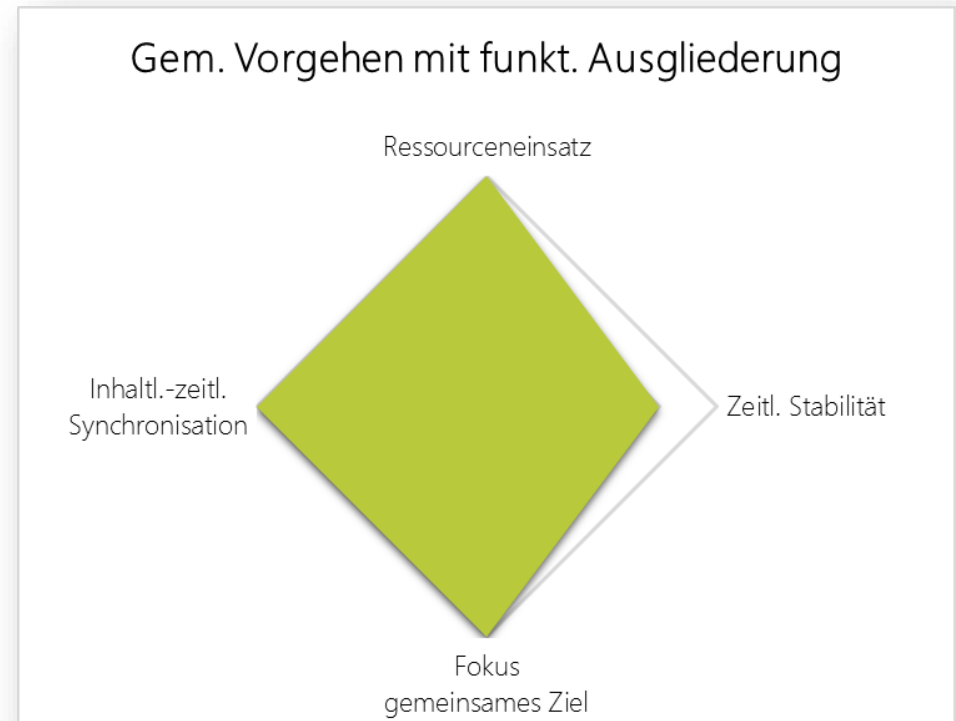 Gem. Vorgehen mit funkt. Ausgliederung
Ressourceneinsatz
Inhaltl.-zeitl.
Synchronisation
Zeitl. Stabilität
Fokus
gemeinsames Ziel